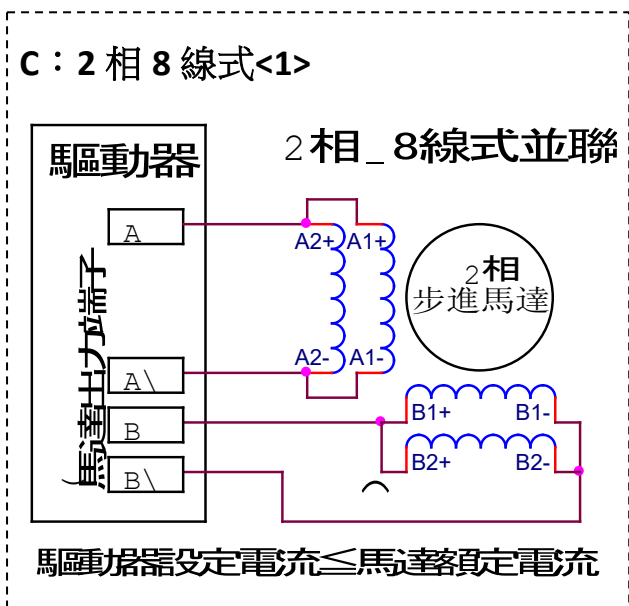 C：2 相 8 線式<1>
驅動器
2相_8線式並聯
A
A2+ A1+
2相
步進馬達
馬達出力端子
A2- A1-
A\
B
B1+ B1-
B\
B2+ B2-
驅動器設定電流≦馬達額定電流